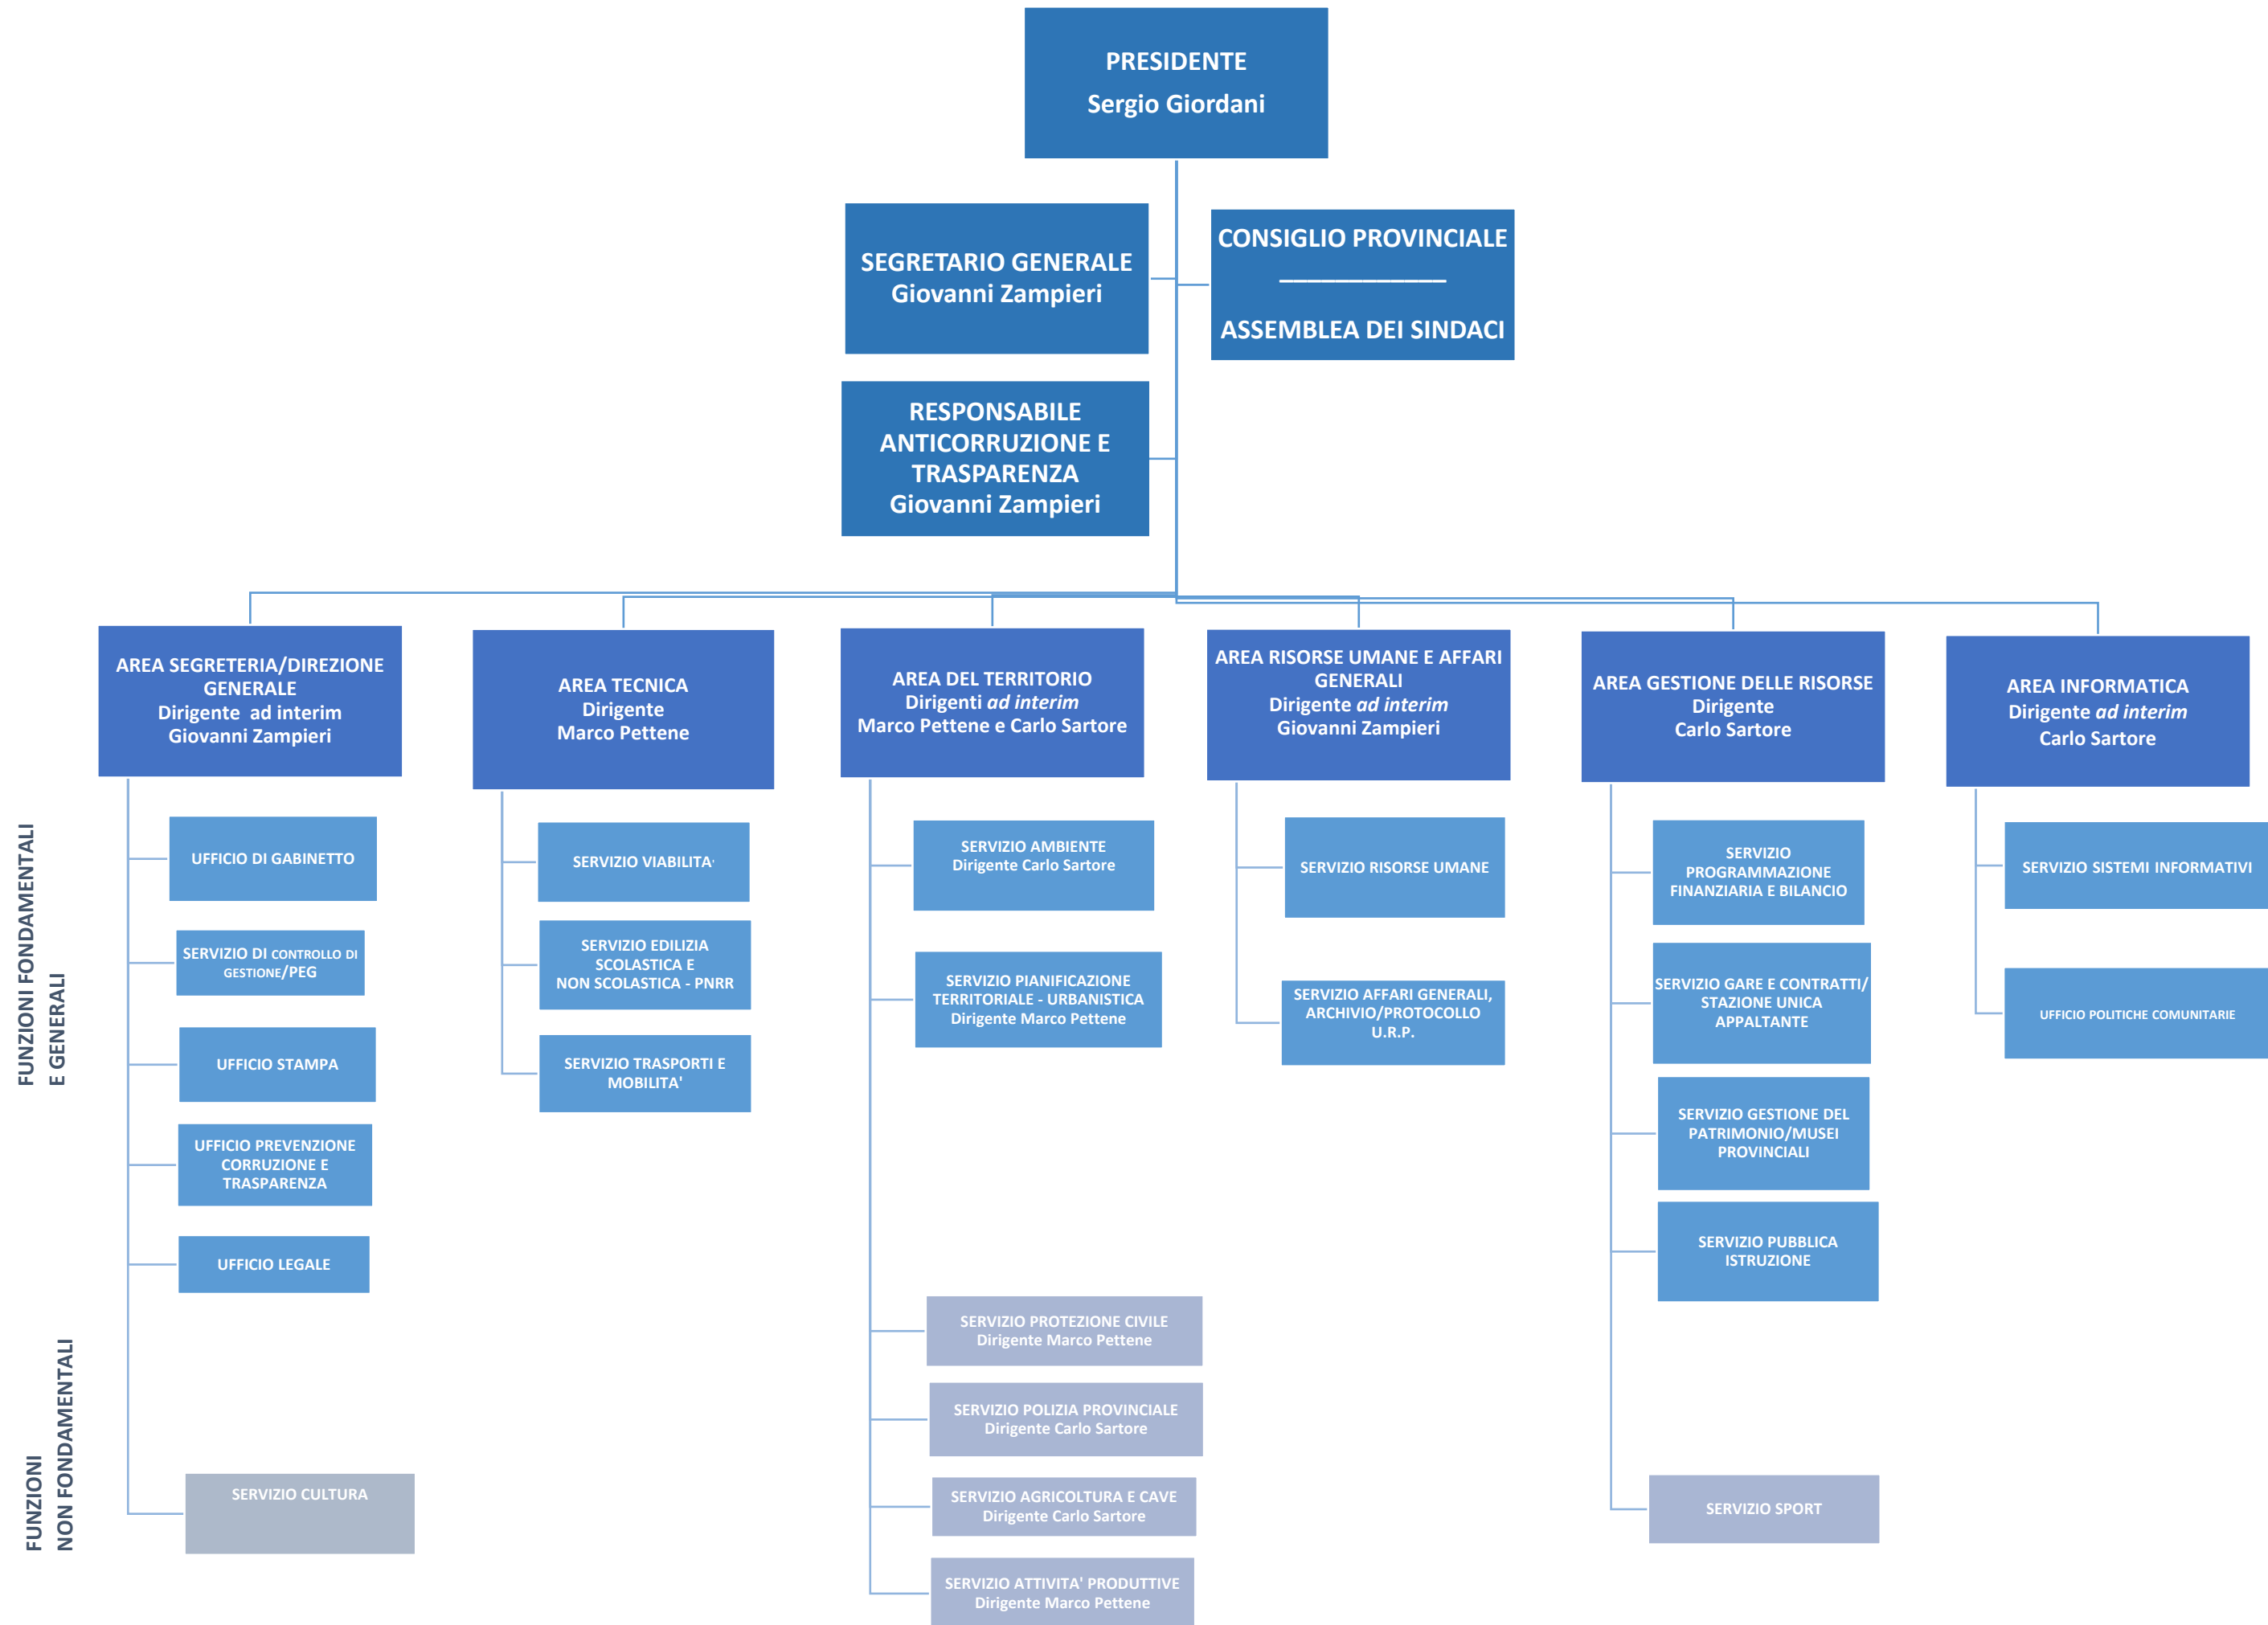 PRESIDENTE
Sergio Giordani
SEGRETARIO GENERALE
Giovanni Zampieri
CONSIGLIO PROVINCIALE
ASSEMBLEA DEI SINDACI
RESPONSABILE
ANTICORRUZIONE E
TRASPARENZA
Giovanni Zampieri
AREA SEGRETERIA/DIREZIONE
GENERALE
Dirigente ad interim
Giovanni Zampieri
AREA TECNICA
Dirigente
Marco Pettene
AREA DEL TERRITORIO
Dirigenti ad interim
Marco Pettene e Carlo Sartore
AREA RISORSE UMANE E AFFARI
GENERALI
Dirigente ad interim
Giovanni Zampieri
AREA GESTIONE DELLE RISORSE
Dirigente
Carlo Sartore
AREA INFORMATICA
Dirigente ad interim
Carlo Sartore
FUNZIONI FONDAMENTALI
E GENERALI
UFFICIO DI GABINETTO
SERVIZIO DI CONTROLLO DI
GESTIONE/PEG
UFFICIO STAMPA
UFFICIO PREVENZIONE
CORRUZIONE E
TRASPARENZA
UFFICIO LEGALE
SERVIZIO VIABILITA'
SERVIZIO EDILIZIA
SCOLASTICA E
NON SCOLASTICA - PNRR
SERVIZIO TRASPORTI E
MOBILITA'
SERVIZIO AMBIENTE
Dirigente Carlo Sartore
SERVIZIO PIANIFICAZIONE
TERRITORIALE - URBANISTICA
Dirigente Marco Pettene
SERVIZIO RISORSE UMANE
SERVIZIO AFFARI GENERALI,
ARCHIVIO/PROTOCOLLO
U.R.P.
SERVIZIO
PROGRAMMAZIONE
FINANZIARIA E BILANCIO
SERVIZIO GARE E CONTRATTI/
STAZIONE UNICA
APPALTANTE
SERVIZIO GESTIONE DEL
PATRIMONIO/MUSEI
PROVINCIALI
SERVIZIO PUBBLICA
ISTRUZIONE
SERVIZIO SISTEMI INFORMATIVI
UFFICIO POLITICHE COMUNITARIE
FUNZIONI
NON FONDAMENTALI
SERVIZIO CULTURA
SERVIZIO PROTEZIONE CIVILE
Dirigente Marco Pettene
SERVIZIO POLIZIA PROVINCIALE
Dirigente Carlo Sartore
SERVIZIO AGRICOLTURA E CAVE
Dirigente Carlo Sartore
SERVIZIO ATTIVITA' PRODUTTIVE
Dirigente Marco Pettene
SERVIZIO SPORT